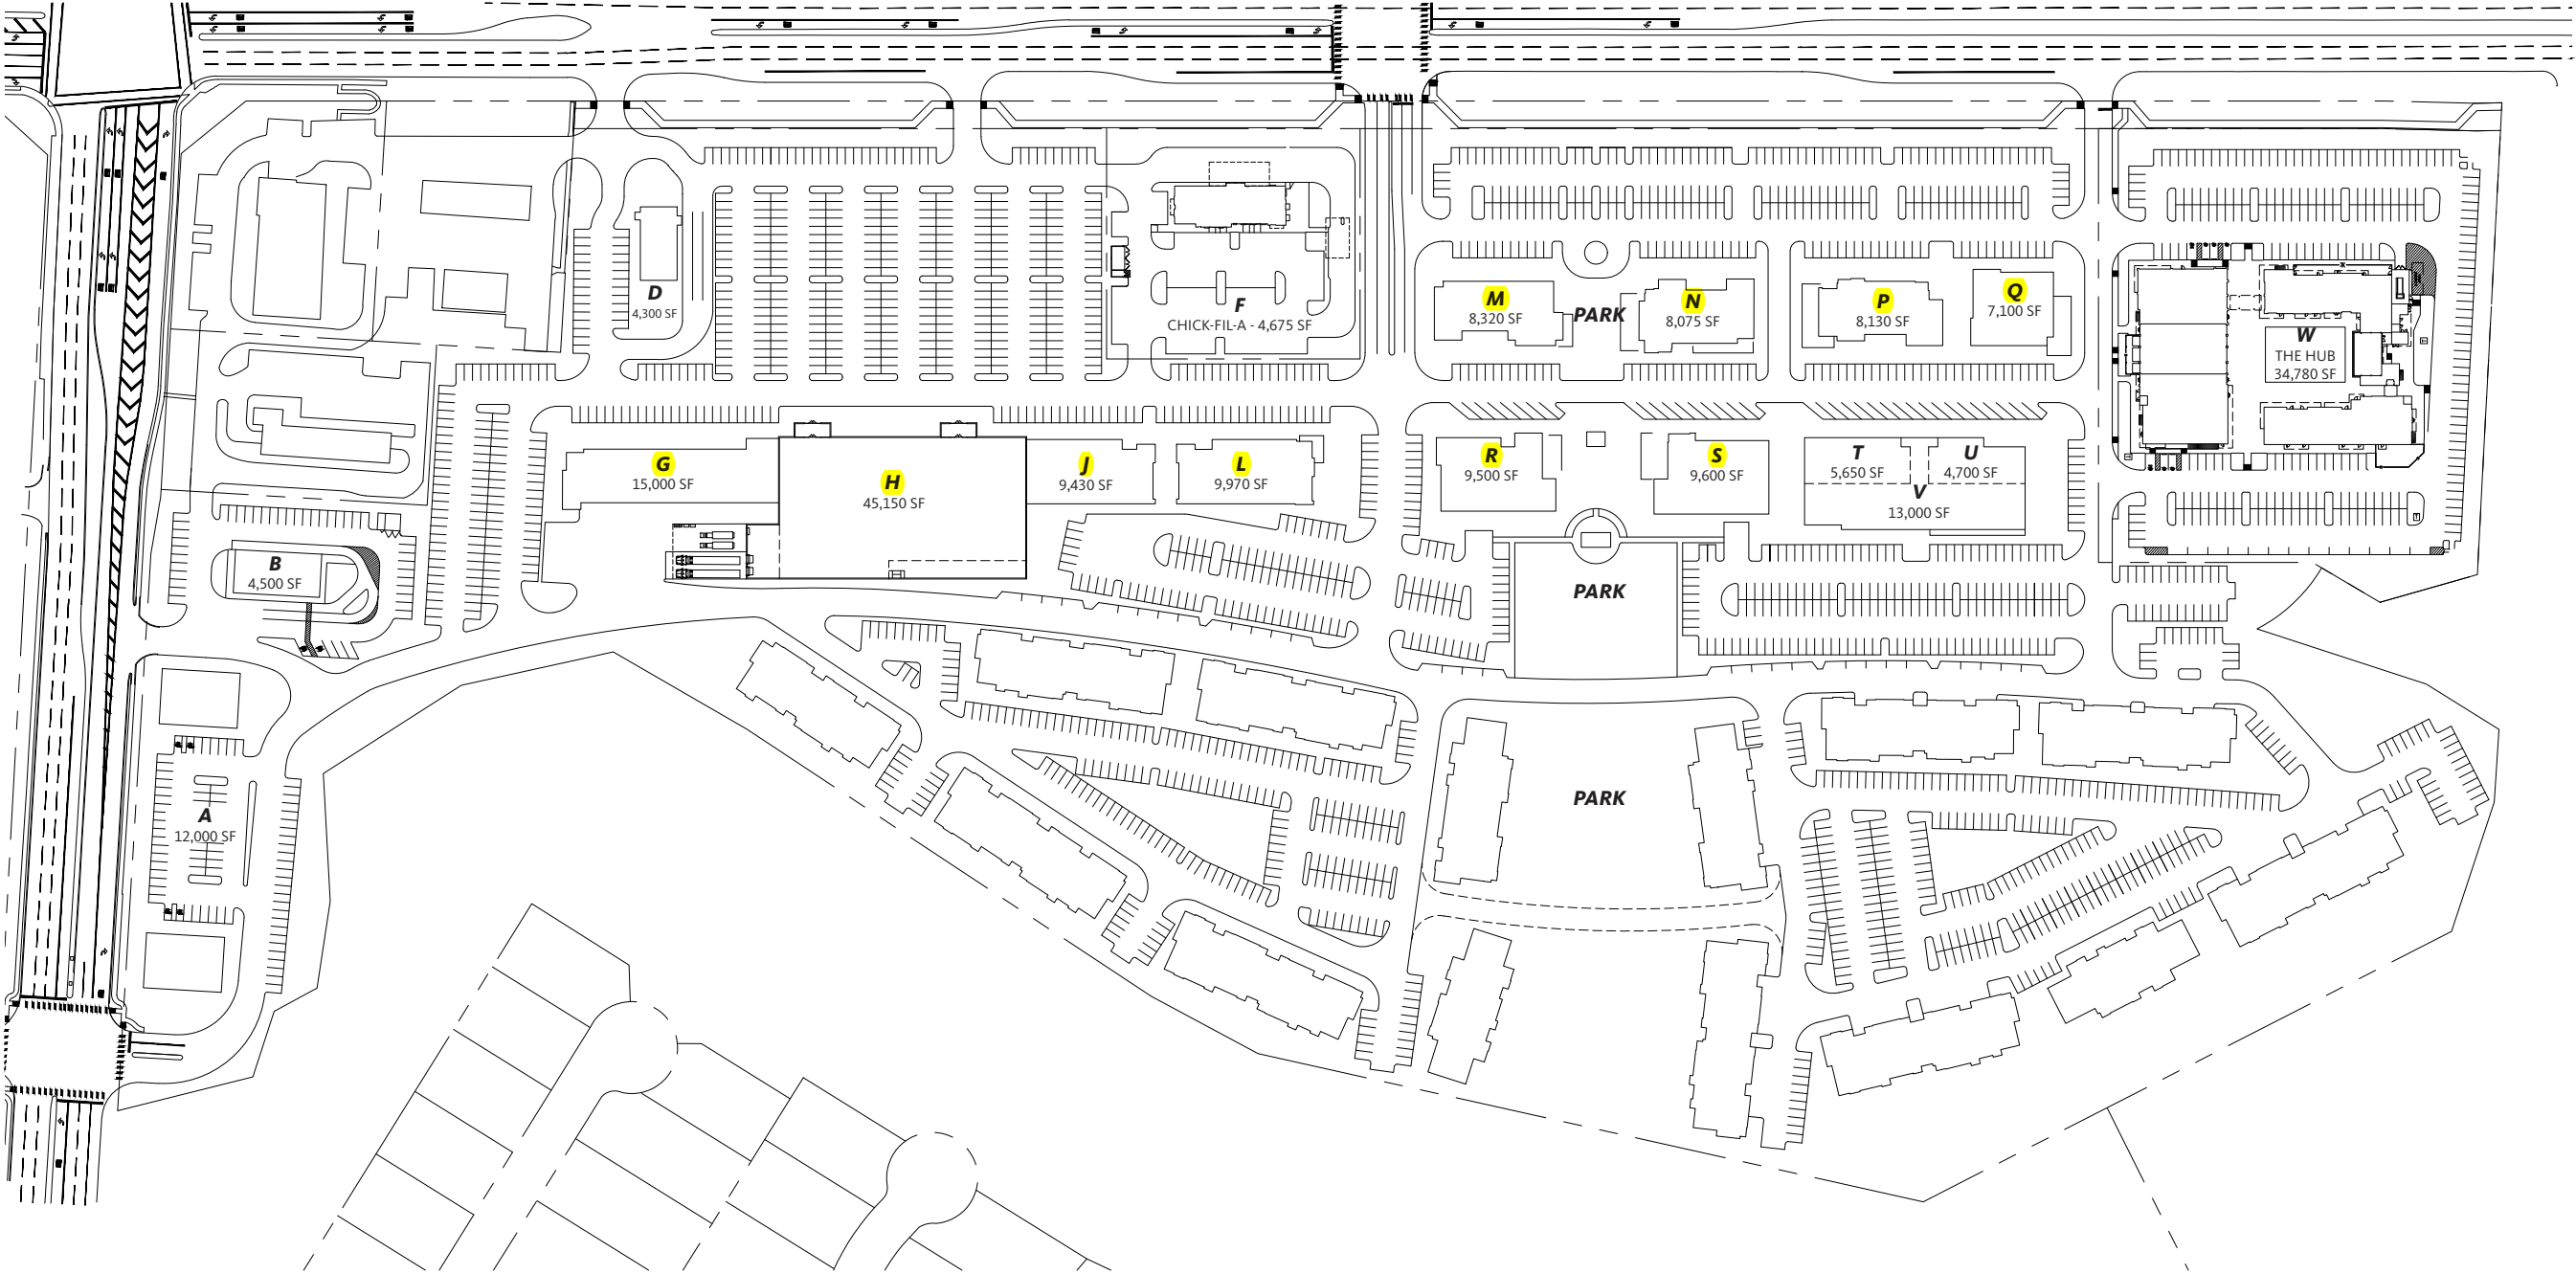 D
4,300 SF
F
CHICK-FIL-A - 4,675 SF
M
8,320 SF
PARK
N
8,075 SF
P
8,130 SF
Q
7,100 SF
W
THE HUB
34,780 SF
G
15,000 SF
H
45,150 SF
J
9,430 SF
L
9,970 SF
R
9,500 SF
S
9,600 SF
T
5,650 SF
U
4,700 SF
V
13,000 SF
B
4,500 SF
PARK
A
12,000 SF
PARK